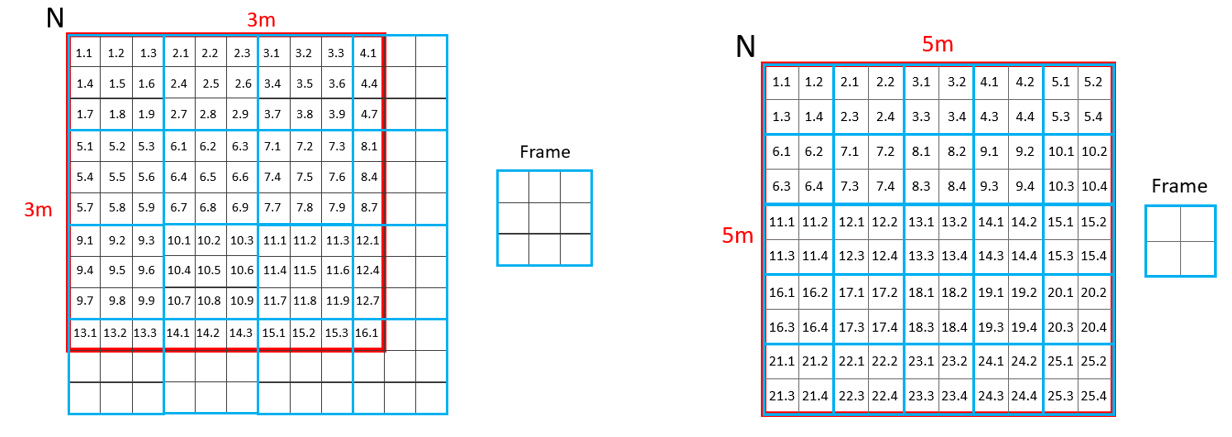 N
3m
1.1 1.2 1.3 2.1 2.2 2.3 3.1 3.2 3.3 4.1
1.4 1.5 1.6 2.4 2.5 2.6 3.4 3.5 3.6 4.4
1.7 1.8 1.9 2.7 2.8 2.9 3.7 3.8 3.9 4.7
5.1 5.2 5.3 6.1 6.2 6.3 7.1 7.2 7.3 8.1
5.4 5.5 5.6 6.4 6.5 6.6 7.4 7.5 7.6 8.4
5.7 5.8 5.9 6.7 6.8 6.9 7.7 7.8 7.9 8.7
3m
9.1 9.2 9.3 10.1 10.2 10.3 11.1 11.2 11.3 12.1
9.4 9.5 9.6 10.4 10.5 10.6 11.4 11.5 11.6 12.4
9.7 9.8 9.9 10.7 10.8 10.9 11.7 11.8 11.9 12.7
13.1 13.2 13.3 14.1 14.2 14.3 15.1 15.2 15.3 16.1
Frame
N
5m
1.1 1.2 2.1 2.2 3.1 3.2 4.1 4.2 5.1 5.2
1.3 1.4 2.3 2.4 3.3 3.4 4.3 4.4 5.3 5.4
6.1 6.2 7.1 7.2 8.1 8.2 9.1 9.2 10.1 10.2
6.3 6.4 7.3 7.4 8.3 8.4 9.3 9.4 10.3 10.4
11.1 11.2 12.1 12.2 13.1 13.2 14.1 14.2 15.1 15.2
5m
11.3 11.4 12.3 12.4 13.3 13.4 14.3 14.4 15.3 15.4
16.1 16.2 17.1 17.2 18.1 18.2 19.1 19.2 20.1 20.2
16.3 16.4 17.3 17.4 18.3 18.4 19.3 19.4 20.3 20.4
21.1 21.2 22.1 22.2 23.1 23.2 24.1 24.2 25.1 25.2
21.3 21.4 22.3 22.4 23.3 23.4 24.3 24.4 25.3 25.4
Frame